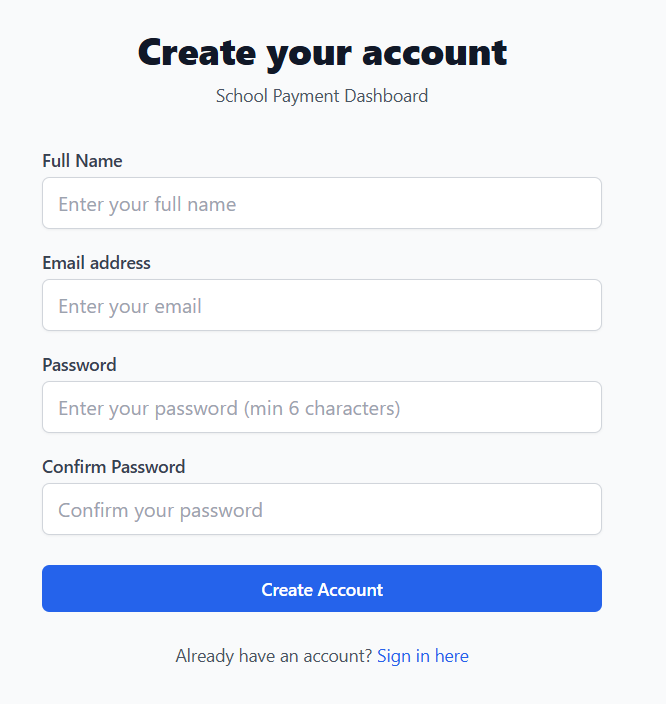 Create your account
School Payment Dashboard
Full Name
Enter your full name
Email address
Enter your email
Password
Enter your password (min 6 characters)
Confirm Password
Confirm your password
Create Account
Already have an account? Sign in here